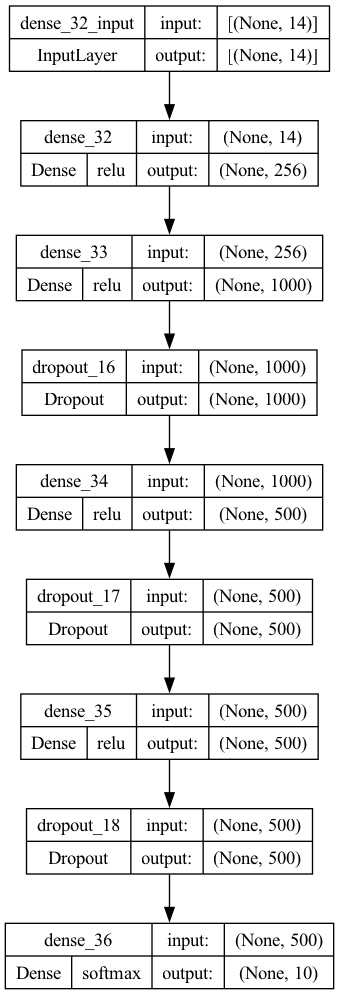 dense_32_input input: [(None, 14)]
InputLayer output: [(None, 14)]
dense_32 input: (None, 14)
Dense relu output: (None, 256)
dense_33 input: (None, 256)
Dense relu output: (None, 1000)
dropout_16 input: (None, 1000)
Dropout output: (None, 1000)
dense_34 input: (None, 1000)
Dense relu output: (None, 500)
dropout_17 input: (None, 500)
Dropout output: (None, 500)
dense_35 input: (None, 500)
Dense relu output: (None, 500)
dropout_18 input: (None, 500)
Dropout output: (None, 500)
dense_36 input: (None, 500)
Dense softmax output: (None, 10)